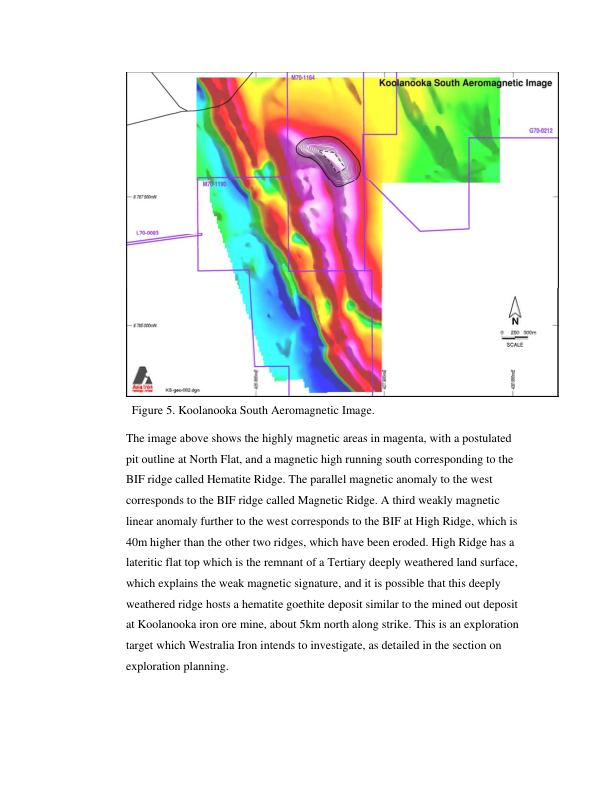 M70-1164
Koolanooka South Aeromagnetic Image
G70-0212
M70-1190
6 787 500mN
L70-0083
6 785 000mN
N
0 250 500m
SCALE
Asia Iron
KS-geo-002.dgn
Figure 5. Koolanooka South Aeromagnetic Image.
The image above shows the highly magnetic areas in magenta, with a postulated
pit outline at North Flat, and a magnetic high running south corresponding to the
BIF ridge called Hematite Ridge. The parallel magnetic anomaly to the west
corresponds to the BIF ridge called Magnetic Ridge. A third weakly magnetic
linear anomaly further to the west corresponds to the BIF at High Ridge, which is
40m higher than the other two ridges, which have been eroded. High Ridge has a
lateritic flat top which is the remnant of a Tertiary deeply weathered land surface,
which explains the weak magnetic signature, and it is possible that this deeply
weathered ridge hosts a hematite goethite deposit similar to the mined out deposit
at Koolanooka iron ore mine, about 5km north along strike. This is an exploration
target which Westralia Iron intends to investigate, as detailed in the section on
exploration planning.